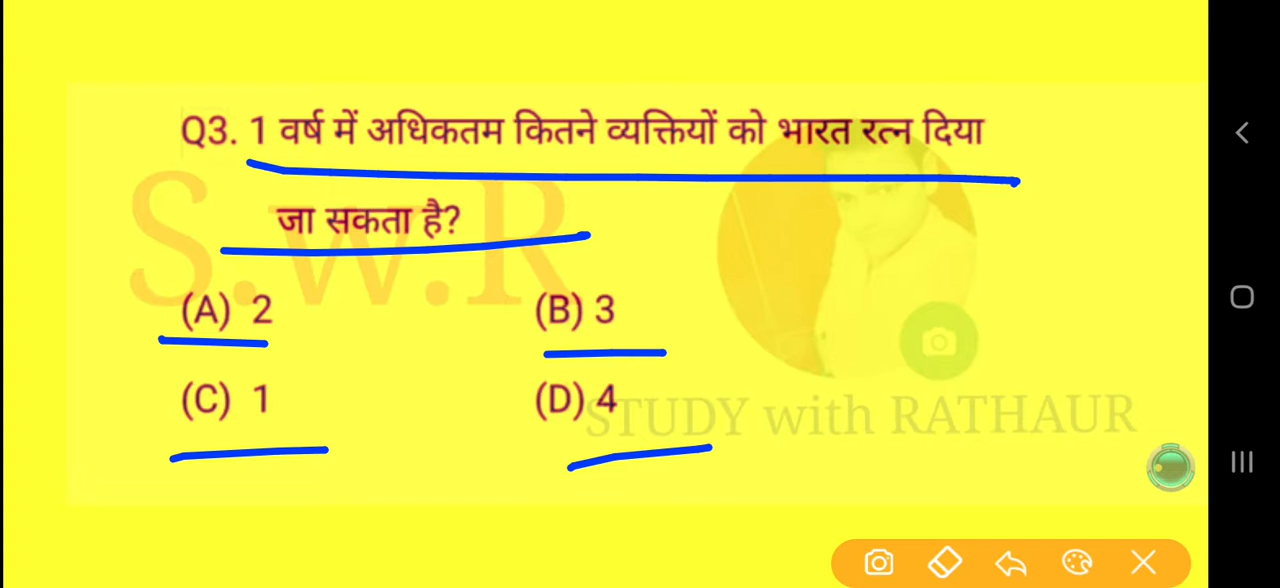 Q3. 1 वर्ष में अधिकतम कितने व्यक्तियों को भारत रत्न दिया
जा सकता है?
(A) 2 (B) 3
(C) 1 (D) 4
S.w.R
STUDY with RATHAUR